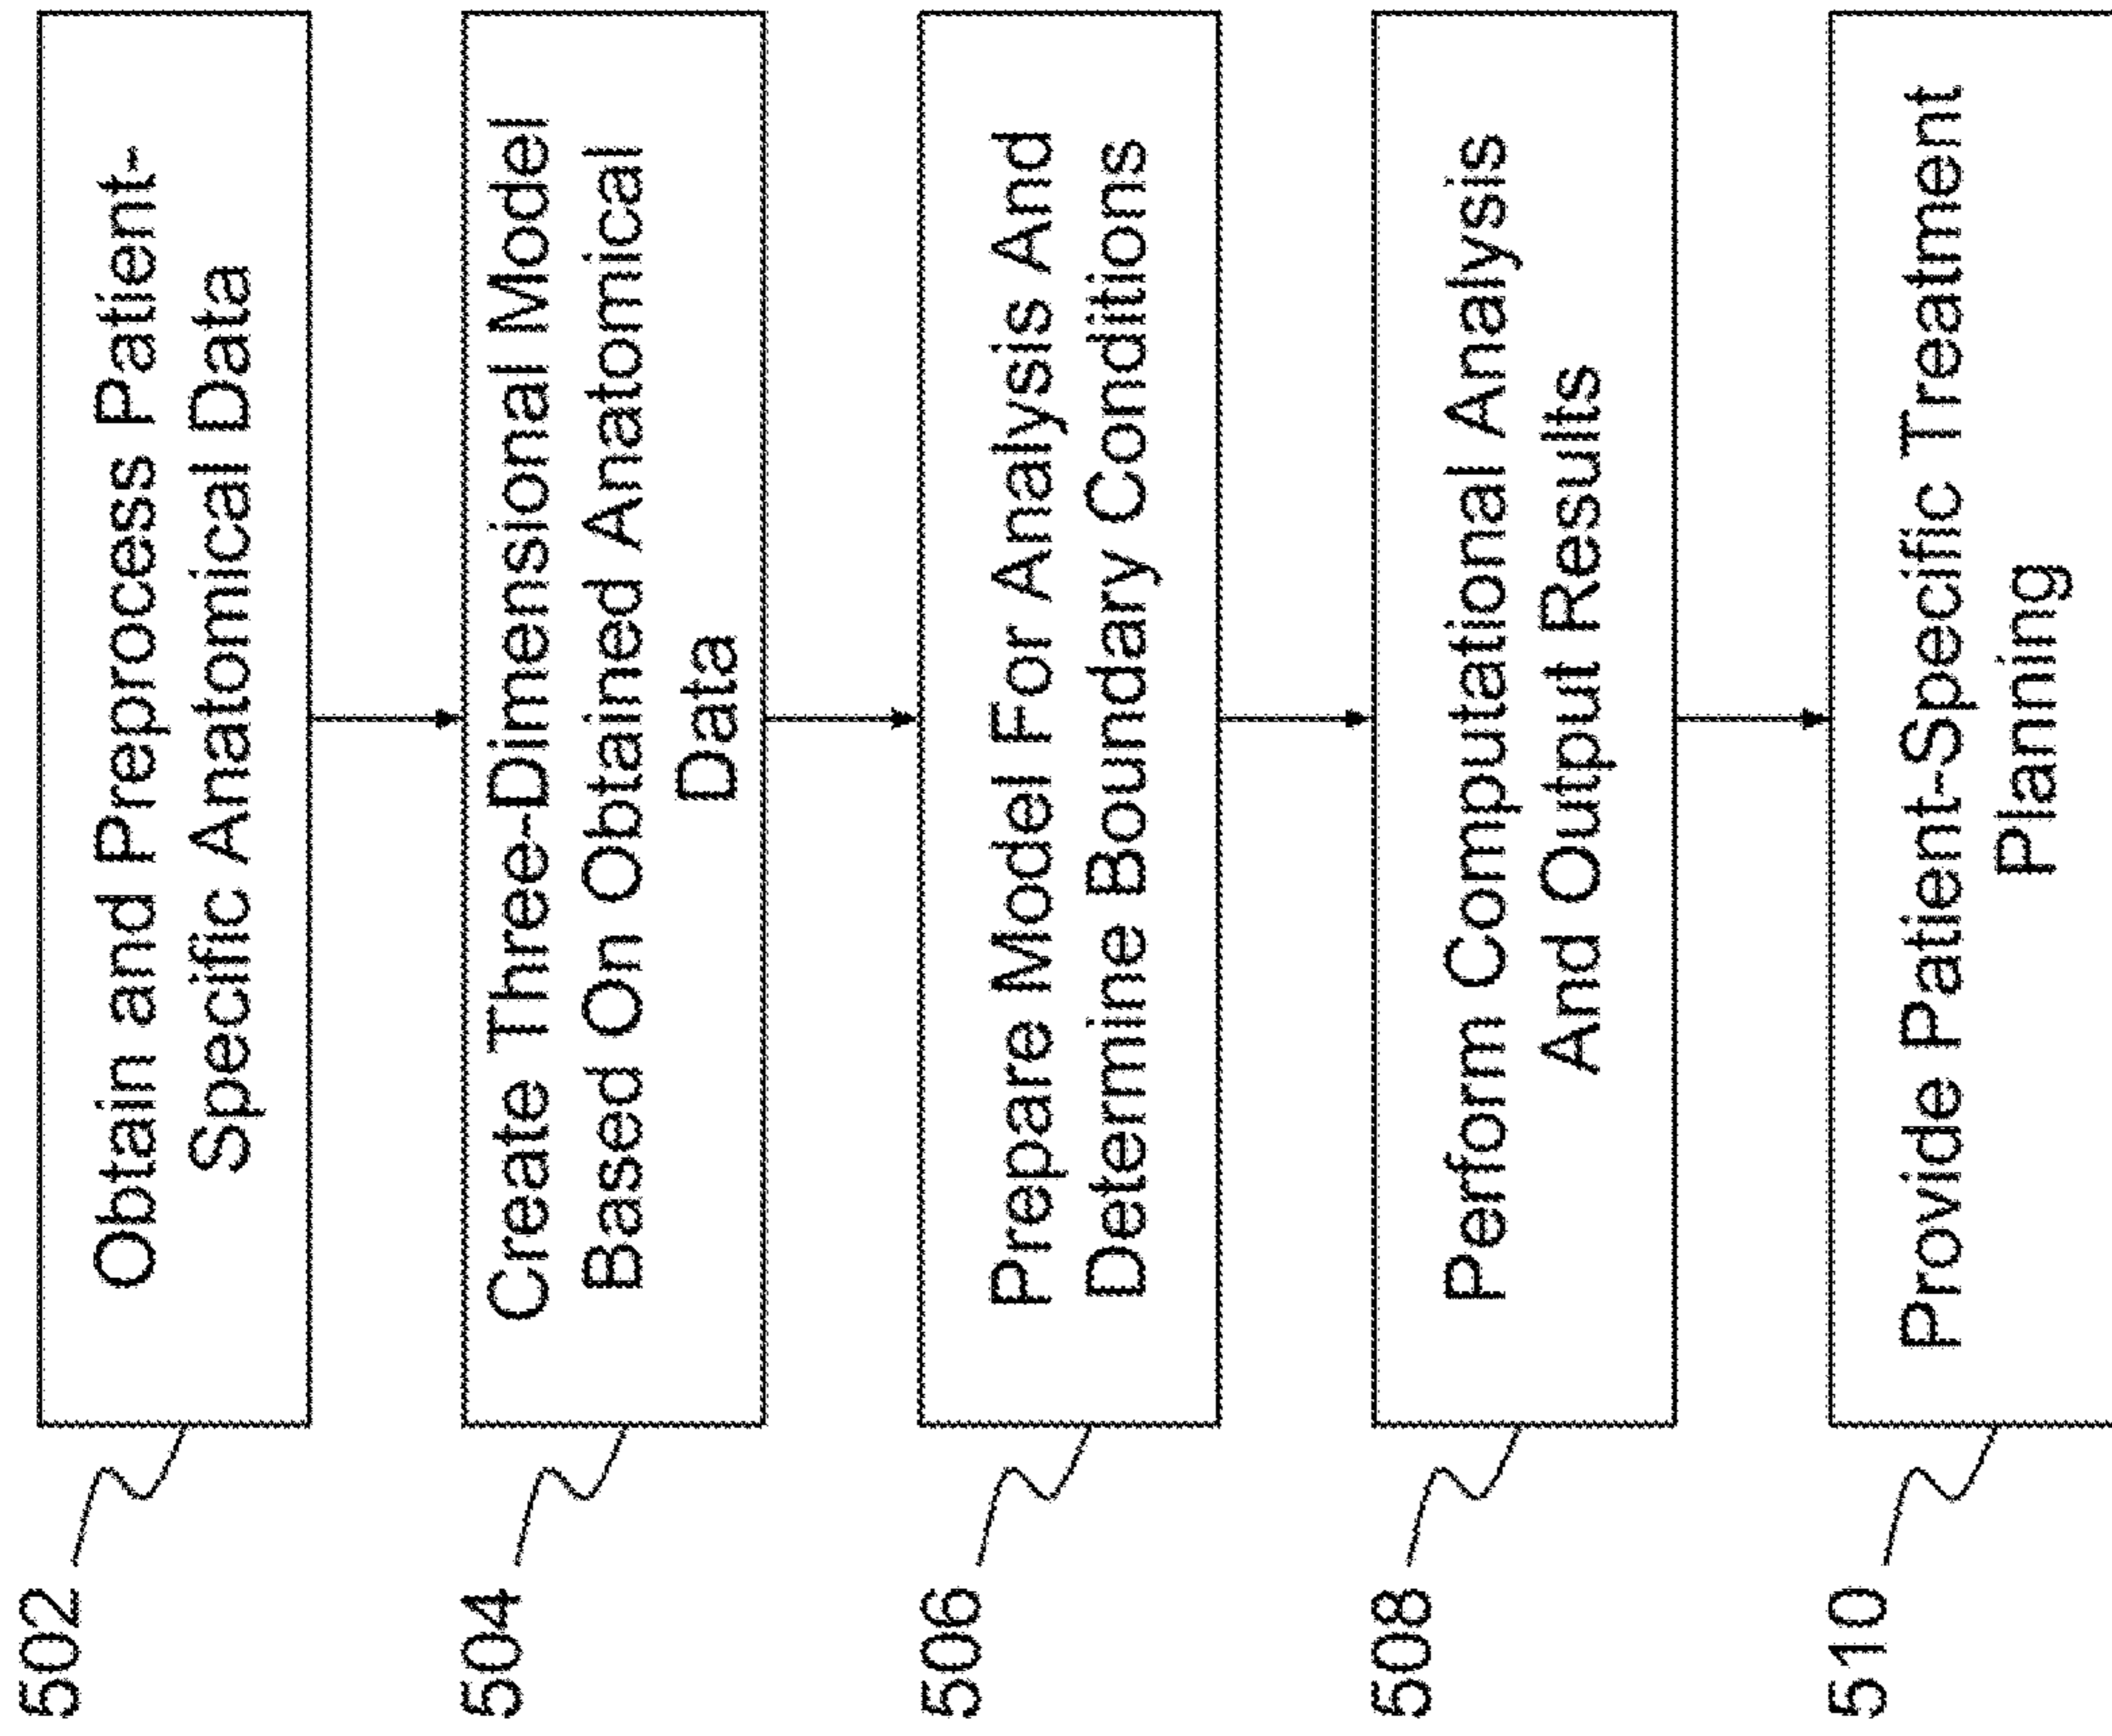 502
Obtain and Preprocess Patient-
Specific Anatomical Data
504
Create Three-Dimensional Model
Based On Obtained Anatomical
Data
506
Prepare Model For Analysis And
Determine Boundary Conditions
508
Perform Computational Analysis
And Output Results
510
Provide Patient-Specific Treatment
Planning